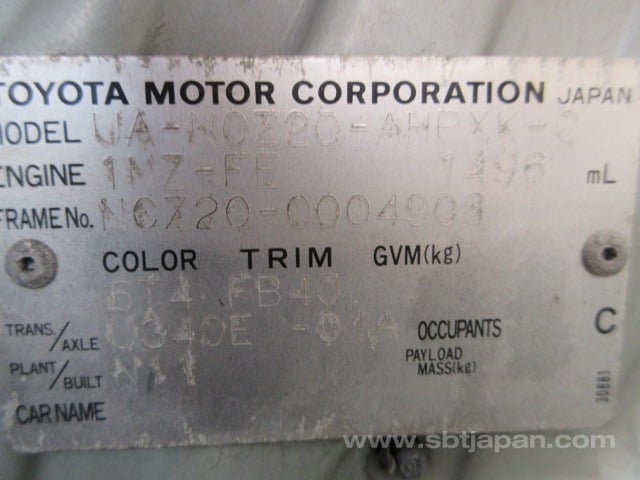 TOYOTA MOTOR CORPORATION JAPAN
MODEL UA-NCZ20-AHPXK-C
ENGINE 1NZ-FE 1496 mL
FRAME No. NCZ20-0004903
COLOR TRIM GVM(kg)
6T4 FB40
TRANS./AXLE U340E -01A OCCUPANTS C
PLANT/BUILT N11 PAYLOAD MASS(kg)
CAR NAME
30881
www.sbtjapan.com